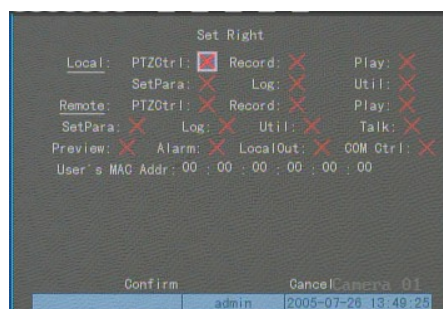 Set Right
Local: PTZCtrl: Record: Play:
SetPara: Log: Util:
Remote: PTZCtrl: Record: Play:
SetPara: Log: Util: Talk:
Preview: Alarm: LocalOut: COM Ctrl:
User's MAC Addr: 00 : 00 : 00 : 00 : 00 : 00
Confirm Cancel Camera 01
admin 2005-07-26 13:49:25